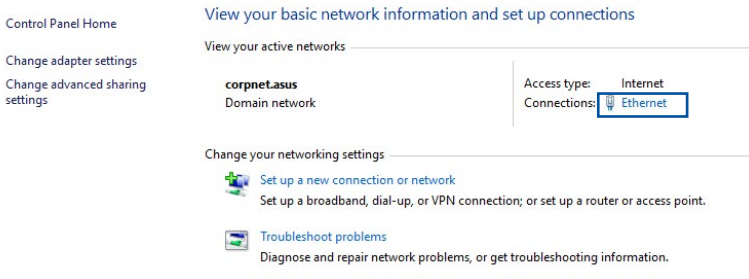 View your basic network information and set up connections
Control Panel Home
View your active networks
Change adapter settings
Change advanced sharing
settings
corpnet.asus
Domain network
Access type: Internet
Connections: Ethernet
Change your networking settings
Set up a new connection or network
Set up a broadband, dial-up, or VPN connection; or set up a router or access point.
Troubleshoot problems
Diagnose and repair network problems, or get troubleshooting information.